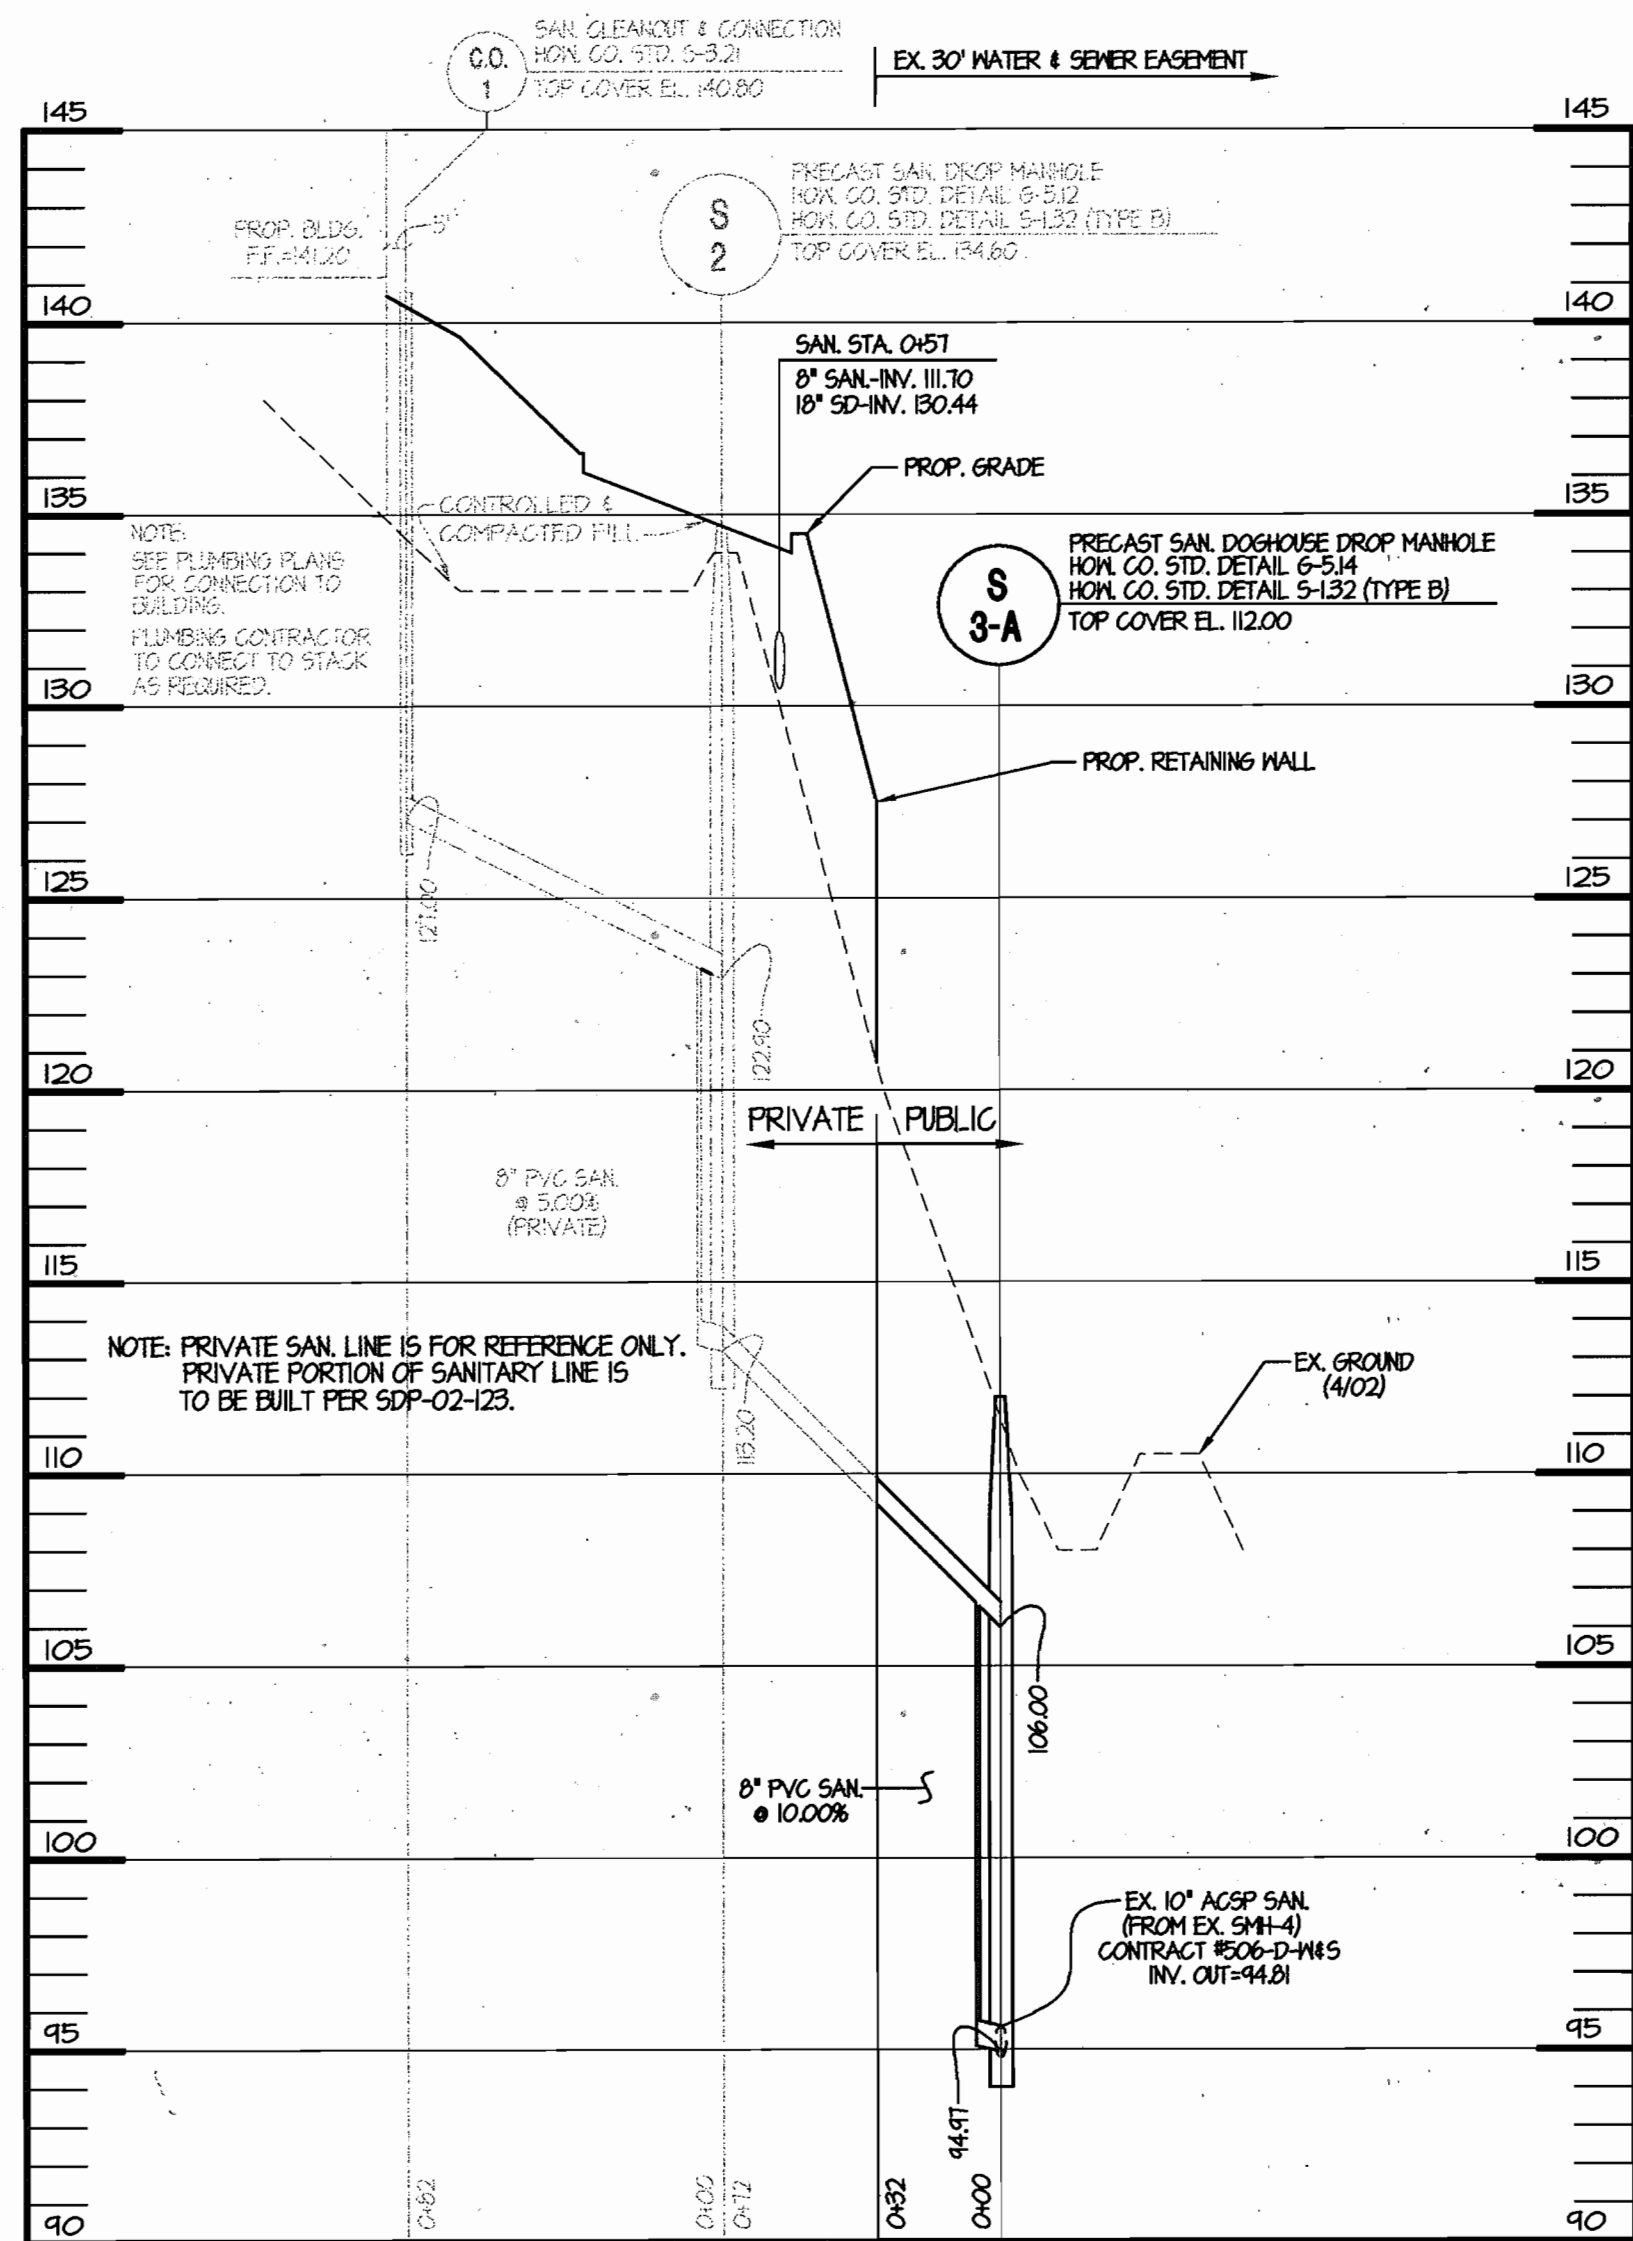 C.O.
1
SAN. CLEANOUT & CONNECTION
HOW. CO. STD. S-3.21
TOP COVER EL. 140.80
EX. 30' WATER & SEWER EASEMENT
145
145
S
2
PRECAST SAN. DROP MANHOLE
HOW. CO. STD. DETAIL G-5.12
HOW. CO. STD. DETAIL S-1.32 (TYPE B)
TOP COVER EL. 134.60
PROP. BLDG.
F.F.=141.20
5'
140
140
SAN. STA. 0+57
8" SAN.-INV. 111.70
18" SD-INV. 130.44
PROP. GRADE
135
135
CONTROLLED &
COMPACTED FILL
NOTE:
SEE PLUMBING PLANS
FOR CONNECTION TO
BUILDING.
PLUMBING CONTRACTOR
TO CONNECT TO STACK
AS REQUIRED.
S
3-A
PRECAST SAN. DOGHOUSE DROP MANHOLE
HOW. CO. STD. DETAIL G-5.14
HOW. CO. STD. DETAIL S-1.32 (TYPE B)
TOP COVER EL. 112.00
130
130
PROP. RETAINING WALL
125
125
127.00
122.90
120
120
PRIVATE
PUBLIC
8" PVC SAN.
@ 5.00%
(PRIVATE)
115
115
NOTE: PRIVATE SAN. LINE IS FOR REFERENCE ONLY.
PRIVATE PORTION OF SANITARY LINE IS
TO BE BUILT PER SDP-02-123.
EX. GROUND
(4/02)
113.20
110
110
105
105
106.00
8" PVC SAN.
@ 10.00%
100
100
EX. 10" ACSP SAN.
(FROM EX. SMH-4)
CONTRACT #506-D-W&S
INV. OUT=94.81
95
95
94.97
0+82
0+00
0+72
0+32
0+00
90
90